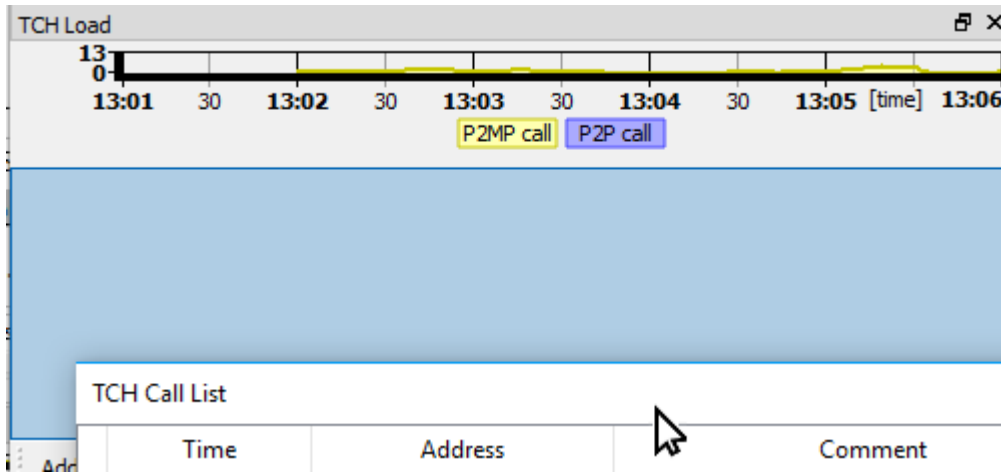 TCH Load
13
0
13:01 30 13:02 30 13:03 30 13:04 30 13:05 [time] 13:06
P2MP call P2P call
TCH Call List
Time Address Comment
Add